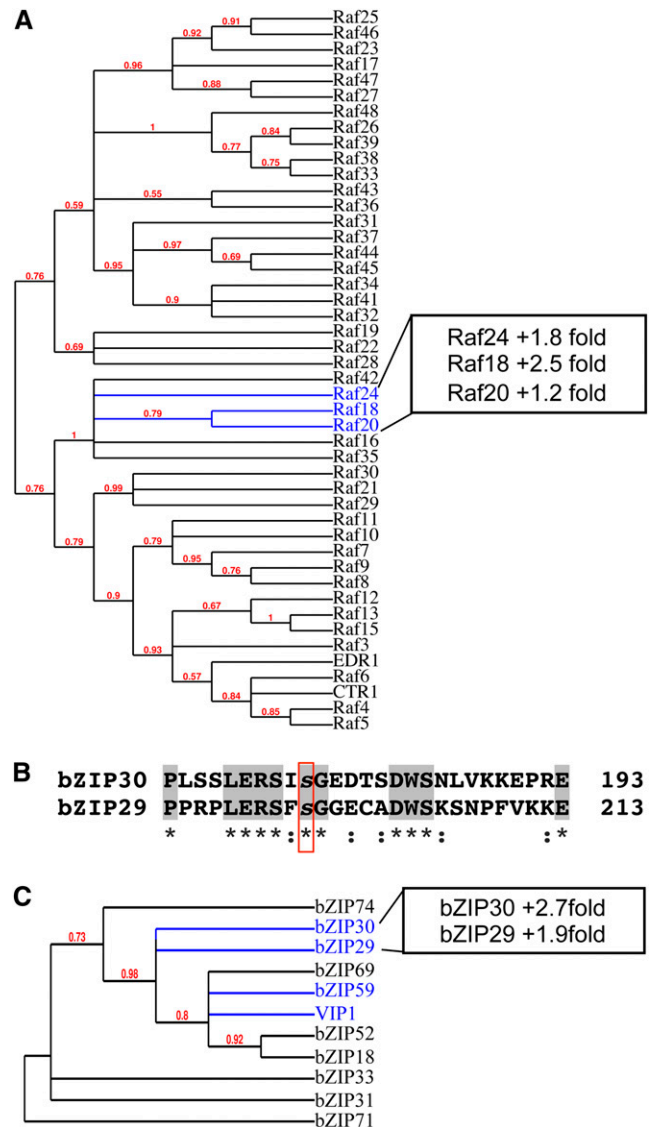 A
Raf25
0.91
Raf46
0.92
Raf23
0.96
Raf17
Raf47
0.88
Raf27
Raf48
1
Raf26
0.84
Raf39
0.77
Raf38
0.75
Raf33
Raf43
0.55
Raf36
0.59
Raf31
Raf37
0.97
Raf44
0.69
Raf45
0.95
Raf34
0.9
Raf41
Raf32
0.76
Raf19
Raf22
0.69
Raf28
Raf42
Raf24
Raf18
0.79
Raf20
1
Raf16
Raf35
0.76
Raf30
0.99
Raf21
Raf29
0.79
Raf11
0.79
Raf10
Raf7
0.95
Raf9
0.76
Raf8
0.9
Raf12
0.67
Raf13
1
Raf15
0.93
Raf3
EDR1
0.57
Raf6
0.84
CTR1
Raf4
0.85
Raf5
Raf24 +1.8 fold
Raf18 +2.5 fold
Raf20 +1.2 fold
B
bZIP30 PLSSLERSISGEDTSDWSNLVKKEPRE 193
bZIP29 PPRPLERSFSGGECADWSKSNPFVKKE 213
* ****:** : :***: :*
C
bZIP74
0.73
bZIP30
bZIP29
0.98
bZIP69
bZIP59
0.8
VIP1
bZIP52
0.92
bZIP18
bZIP33
bZIP31
bZIP71
bZIP30 +2.7fold
bZIP29 +1.9fold